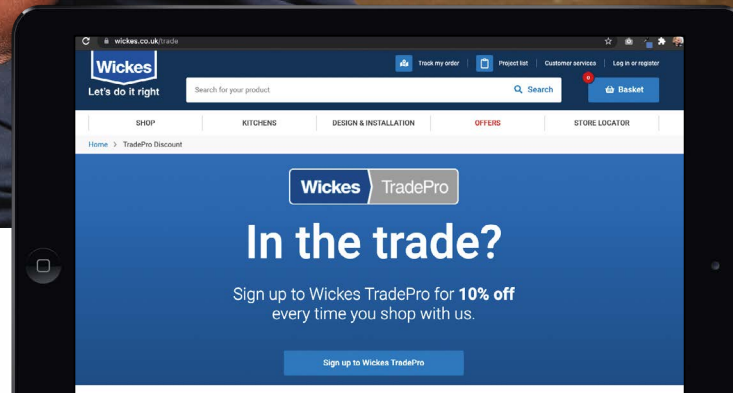 wickes.co.uk/trade
Wickes
Let's do it right
Track my order
Project list
Customer services
Log in or register
Search for your product
Search
0
Basket
SHOP
KITCHENS
DESIGN & INSTALLATION
OFFERS
STORE LOCATOR
Home > TradePro Discount
Wickes TradePro
In the trade?
Sign up to Wickes TradePro for 10% off
every time you shop with us.
Sign up to Wickes TradePro